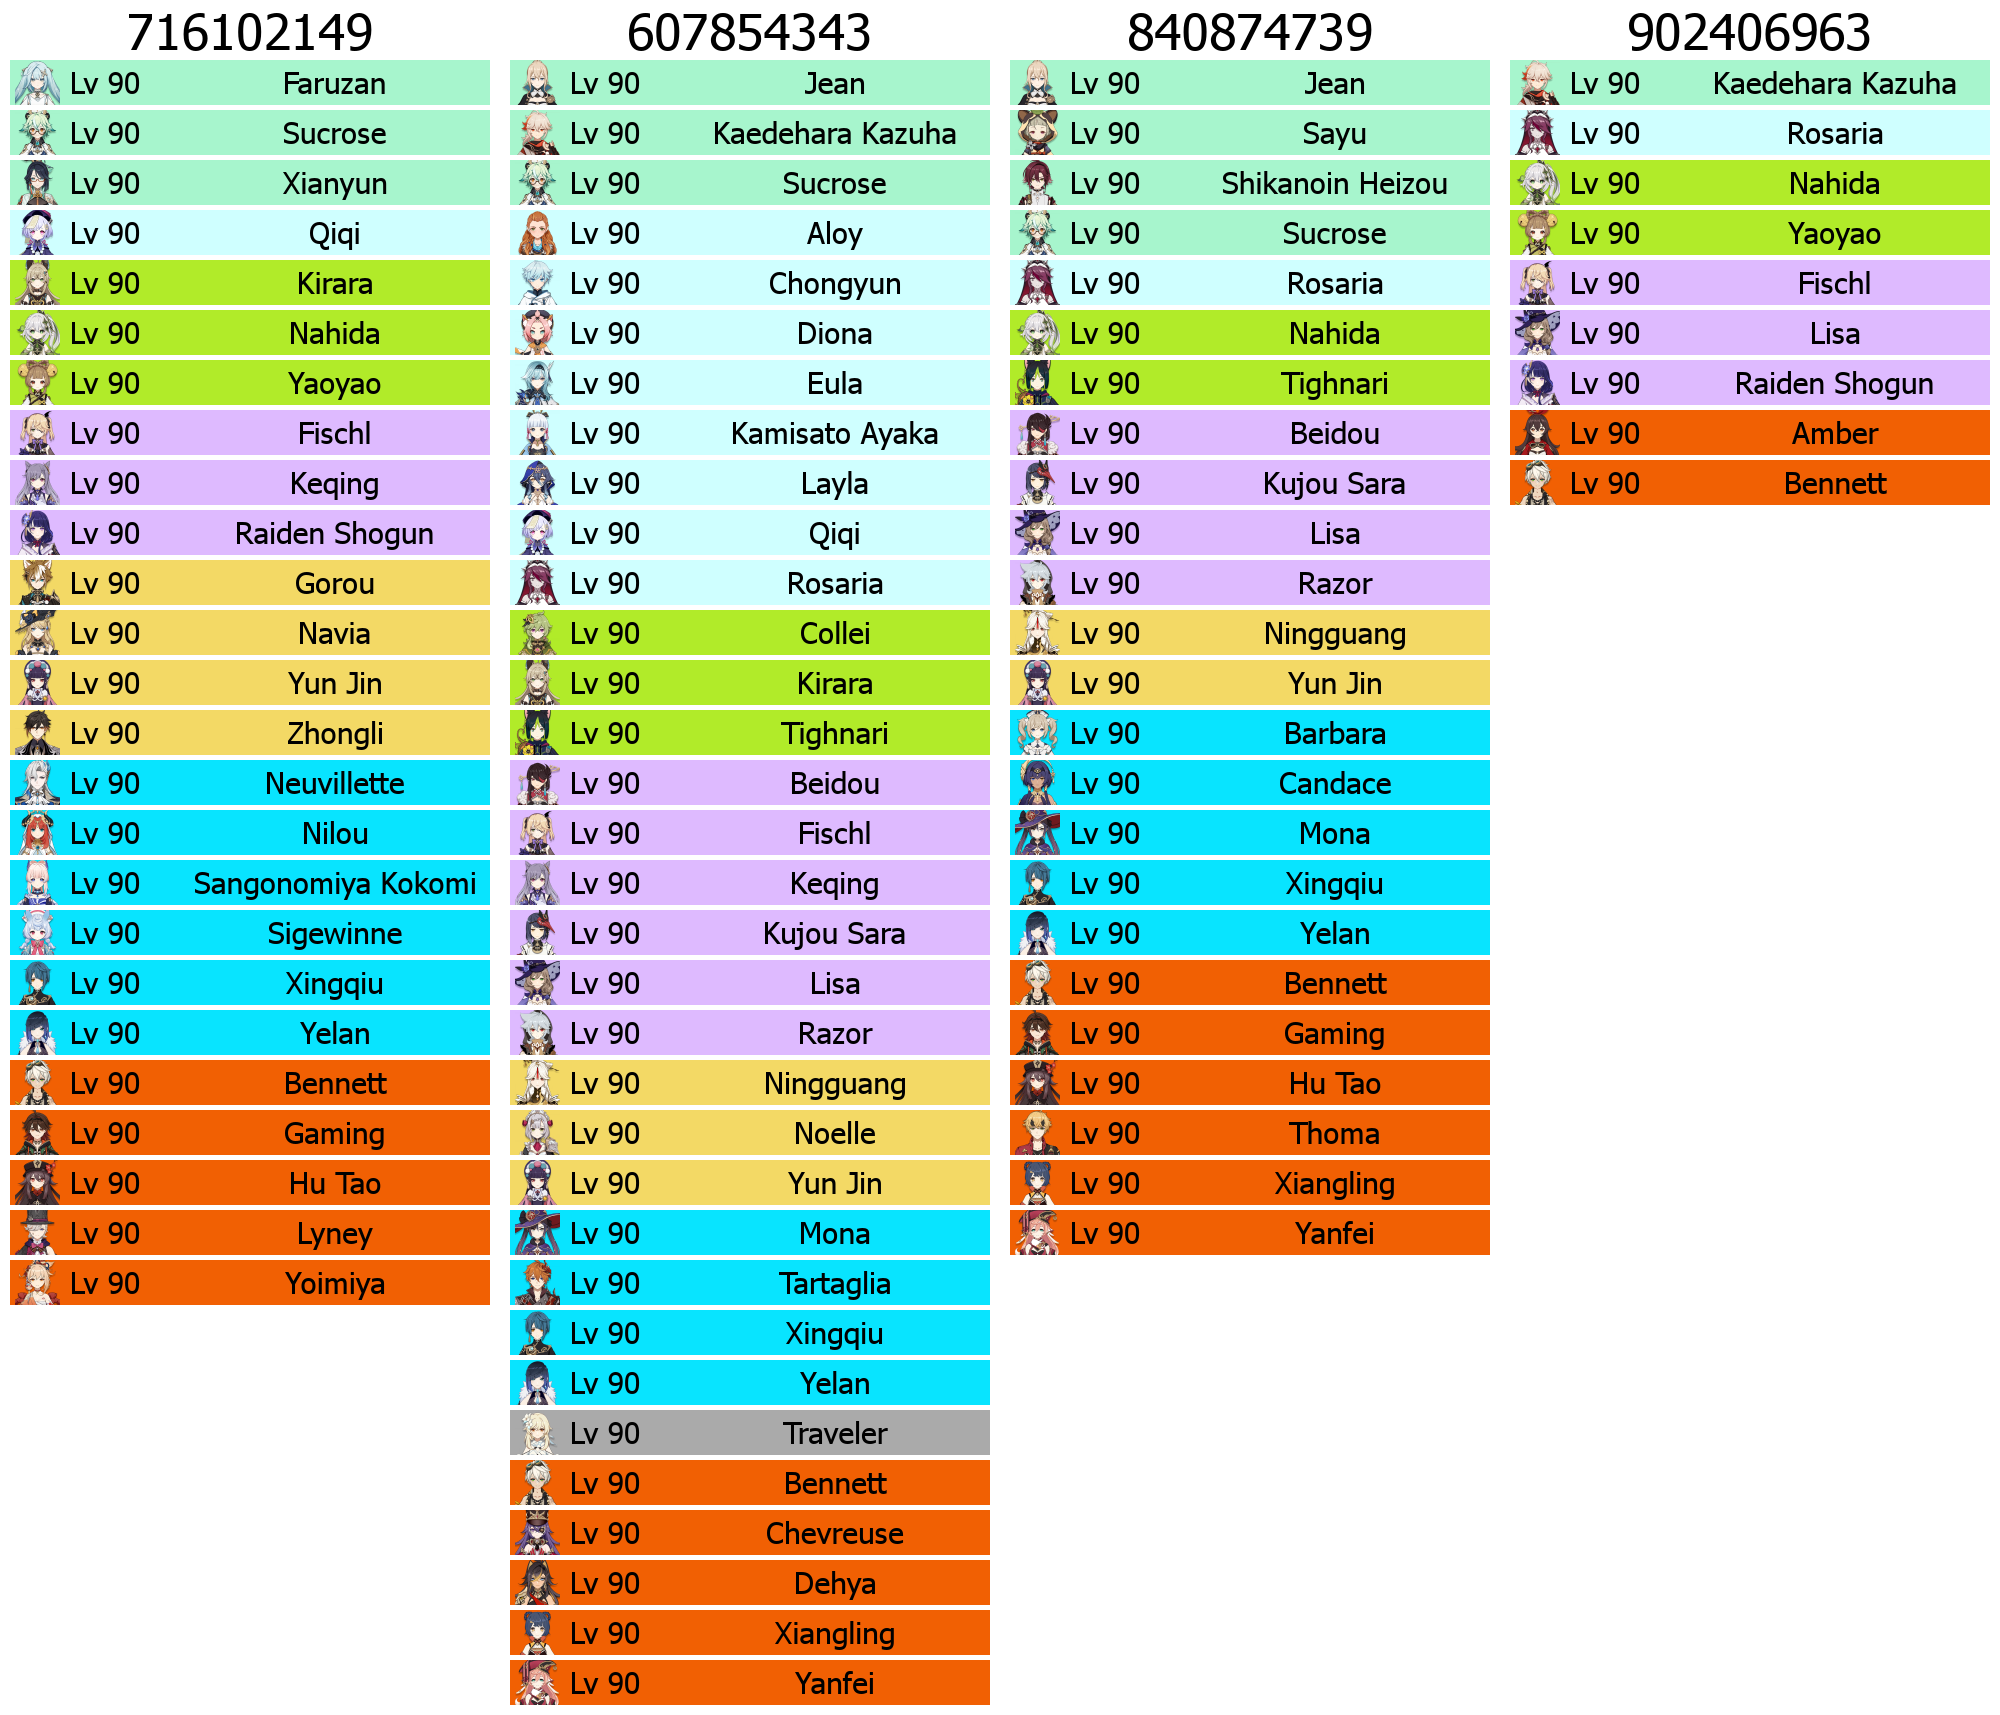 716102149
Lv 90 Faruzan
Lv 90 Sucrose
Lv 90 Xianyun
Lv 90 Qiqi
Lv 90 Kirara
Lv 90 Nahida
Lv 90 Yaoyao
Lv 90 Fischl
Lv 90 Keqing
Lv 90 Raiden Shogun
Lv 90 Gorou
Lv 90 Navia
Lv 90 Yun Jin
Lv 90 Zhongli
Lv 90 Neuvillette
Lv 90 Nilou
Lv 90 Sangonomiya Kokomi
Lv 90 Sigewinne
Lv 90 Xingqiu
Lv 90 Yelan
Lv 90 Bennett
Lv 90 Gaming
Lv 90 Hu Tao
Lv 90 Lyney
Lv 90 Yoimiya
607854343
Lv 90 Jean
Lv 90 Kaedehara Kazuha
Lv 90 Sucrose
Lv 90 Aloy
Lv 90 Chongyun
Lv 90 Diona
Lv 90 Eula
Lv 90 Kamisato Ayaka
Lv 90 Layla
Lv 90 Qiqi
Lv 90 Rosaria
Lv 90 Collei
Lv 90 Kirara
Lv 90 Tighnari
Lv 90 Beidou
Lv 90 Fischl
Lv 90 Keqing
Lv 90 Kujou Sara
Lv 90 Lisa
Lv 90 Razor
Lv 90 Ningguang
Lv 90 Noelle
Lv 90 Yun Jin
Lv 90 Mona
Lv 90 Tartaglia
Lv 90 Xingqiu
Lv 90 Yelan
Lv 90 Traveler
Lv 90 Bennett
Lv 90 Chevreuse
Lv 90 Dehya
Lv 90 Xiangling
Lv 90 Yanfei
840874739
Lv 90 Jean
Lv 90 Sayu
Lv 90 Shikanoin Heizou
Lv 90 Sucrose
Lv 90 Rosaria
Lv 90 Nahida
Lv 90 Tighnari
Lv 90 Beidou
Lv 90 Kujou Sara
Lv 90 Lisa
Lv 90 Razor
Lv 90 Ningguang
Lv 90 Yun Jin
Lv 90 Barbara
Lv 90 Candace
Lv 90 Mona
Lv 90 Xingqiu
Lv 90 Yelan
Lv 90 Bennett
Lv 90 Gaming
Lv 90 Hu Tao
Lv 90 Thoma
Lv 90 Xiangling
Lv 90 Yanfei
902406963
Lv 90 Kaedehara Kazuha
Lv 90 Rosaria
Lv 90 Nahida
Lv 90 Yaoyao
Lv 90 Fischl
Lv 90 Lisa
Lv 90 Raiden Shogun
Lv 90 Amber
Lv 90 Bennett